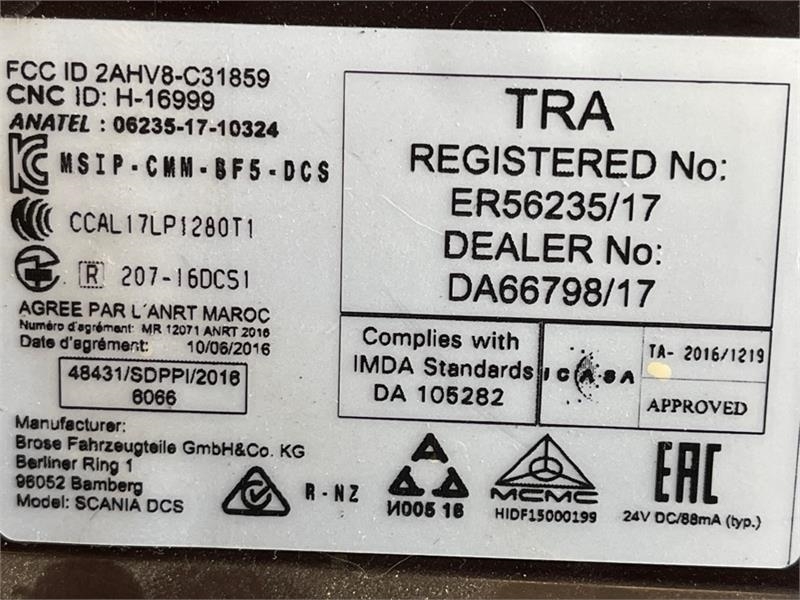 FCC ID 2AHV8-C31859
CNC ID: H-16999
ANATEL : 06235-17-10324
MSIP-CMM-BF5-DCS
CCAL17LP1280T1
R 207-16DCS1
AGREE PAR L'ANRT MAROC
Numéro d'agrément: MR 12071 ANRT 2016
Date d'agrément: 10/06/2016
48431/SDPPI/2016
6066
Manufacturer:
Brose Fahrzeugteile GmbH&Co. KG
Berliner Ring 1
96052 Bamberg
Model: SCANIA DCS
TRA
REGISTERED No:
ER56235/17
DEALER No:
DA66798/17
Complies with
IMDA Standards
DA 105282
ICASA
TA- 2016/1219
APPROVED
R-NZ
И005 16
MCMC
HIDF15000199
EAC
24V DC/88mA (typ.)